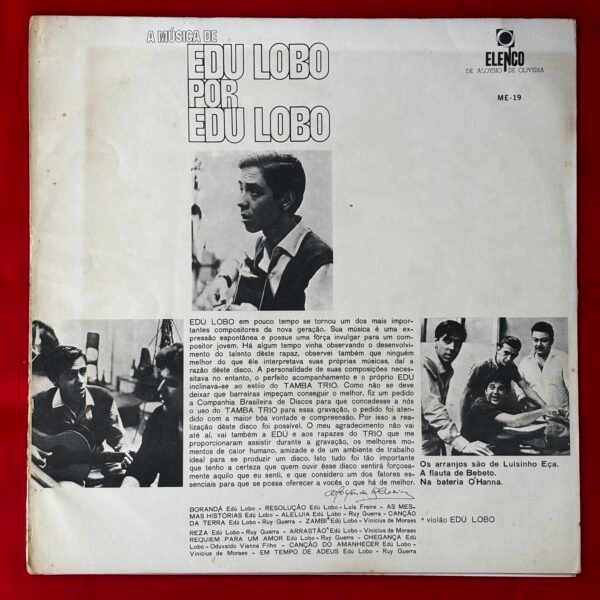 A MÚSICA DE
EDU LOBO
POR
EDU LOBO
ELENCO
DE ALOYSIO DE OLIVEIRA
ME-19
EDÚ LOBO em pouco tempo se tornou um dos mais impor-
tantes compositores da nova geração. Sua música é uma ex-
pressão espontânea e possue uma fôrça invulgar para um com-
positor jovem. Há algum tempo vinha observando o desenvolvi-
mento do talento dêste rapaz, observei também que ninguém
melhor do que êle interpretava suas próprias músicas, daí a
razão dêste disco. A personalidade de suas composições neces-
sitava no entanto, o perfeito acompanhamento e o próprio EDÚ
inclinava-se ao estilo do TAMBA TRIO. Como não se deve
deixar que barreiras impeçam conseguir o melhor, fiz um pedido
a Companhia Brasileira de Discos para que concedesse a nós
o uso do TAMBA TRIO para essa gravação, o pedido foi aten-
dido com a maior bôa vontade e compreensão. Por isso a rea-
lização dêste disco foi possível. O meu agradecimento não vai
até aí, vai também a EDÚ e aos rapazes do TRIO que me
proporcionaram assistir durante a gravação, os melhores mo-
mentos de calor humano, amizade e de um ambiente de trabalho
ideal para se produzir um disco. Isto tudo foi tão importante
que tenho a certeza que quem ouvir êsse disco sentirá forçosa-
mente aquilo que eu senti, e que considero um dos fatores es-
senciais para que se possa oferecer a vocês o que há de melhor.
BORANDÁ Edú Lobo - RESOLUÇÃO Edú Lobo - Lula Freire - AS MES-
MAS HISTÓRIAS Edú Lobo - ALELUIA Edú Lobo - Ruy Guerra - CANÇÃO
DA TERRA Edú Lobo - Ruy Guerra - ZAMBI* Edú Lobo - Vinicius de Moraes
REZA Edú Lobo - Ruy Guerra - ARRASTÃO* Edú Lobo - Vinicius de Moraes
REQUIEM PARA UM AMOR Edú Lobo - Ruy Guerra - CHEGANÇA Edú
Lobo - Oduvaldo Vianna Filho - CANÇÃO DO AMANHECER Edú Lobo -
Vinicius de Moraes - EM TEMPO DE ADEUS Edú Lobo - Ruy Guerra
Os arranjos são de Luisinho Eça.
A flauta de Bebeto.
Na bateria O'Hanna.
* violão EDÚ LOBO